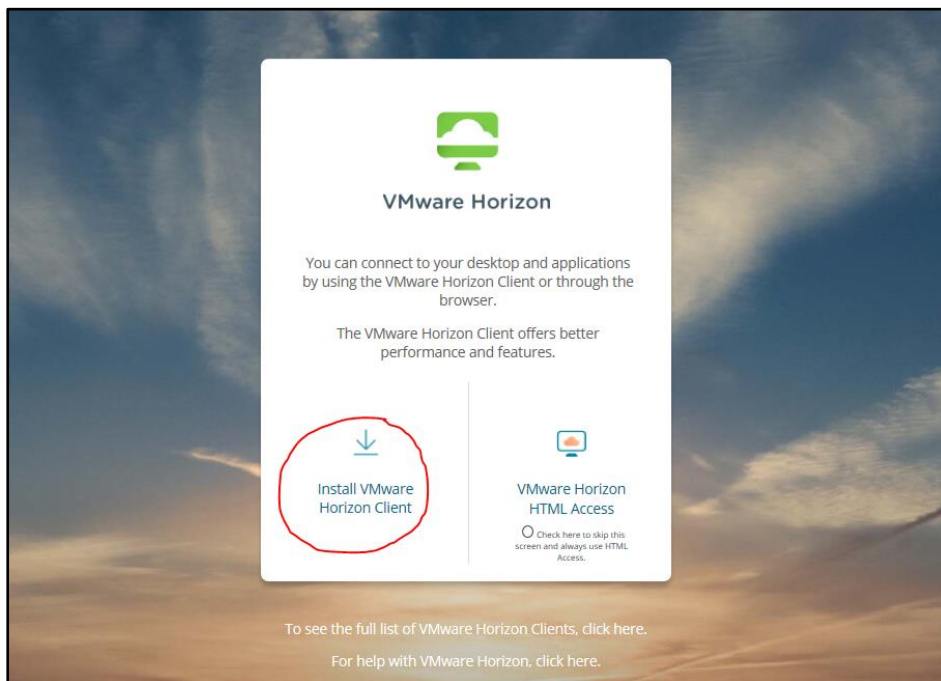 VMware Horizon
You can connect to your desktop and applications
by using the VMware Horizon Client or through the
browser.
The VMware Horizon Client offers better
performance and features.
Install VMware
Horizon Client
VMware Horizon
HTML Access
Check here to skip this
screen and always use HTML
Access.
To see the full list of VMware Horizon Clients, click here.
For help with VMware Horizon, click here.